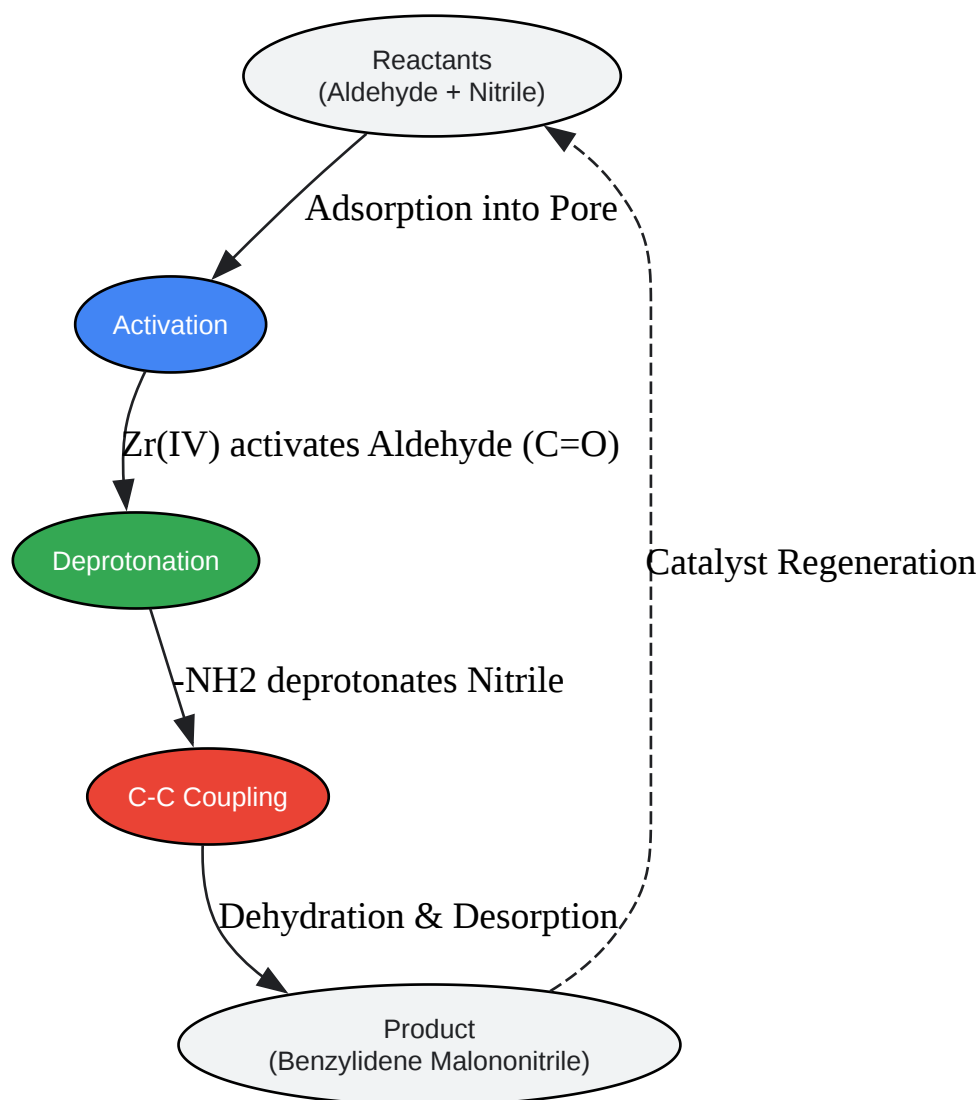 Reactants
(Aldehyde + Nitrile)
Adsorption into Pore
Activation
Zr(IV) activates Aldehyde (C=O)
Deprotonation
Catalyst Regeneration
-NH2 deprotonates Nitrile
C-C Coupling
Dehydration & Desorption
Product
(Benzylidene Malononitrile)